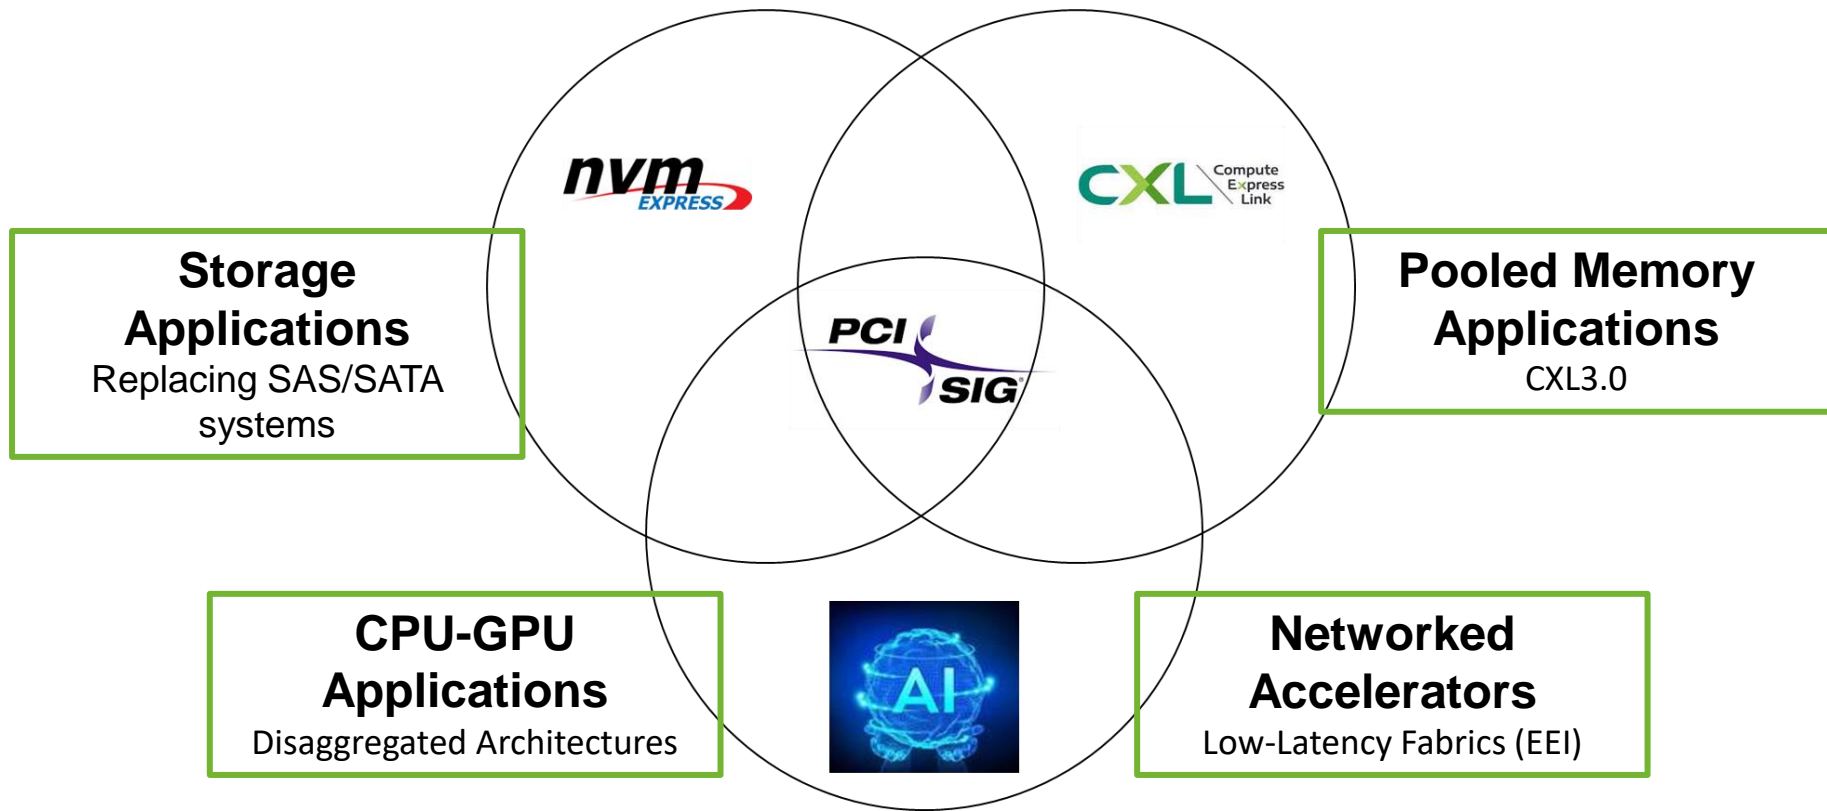 nvm
EXPRESS
CXL
Compute
Express
Link
Storage
Applications
Replacing SAS/SATA
systems
PCI
SIG
Pooled Memory
Applications
CXL3.0
CPU-GPU
Applications
Disaggregated Architectures
AI
Networked
Accelerators
Low-Latency Fabrics (EEI)